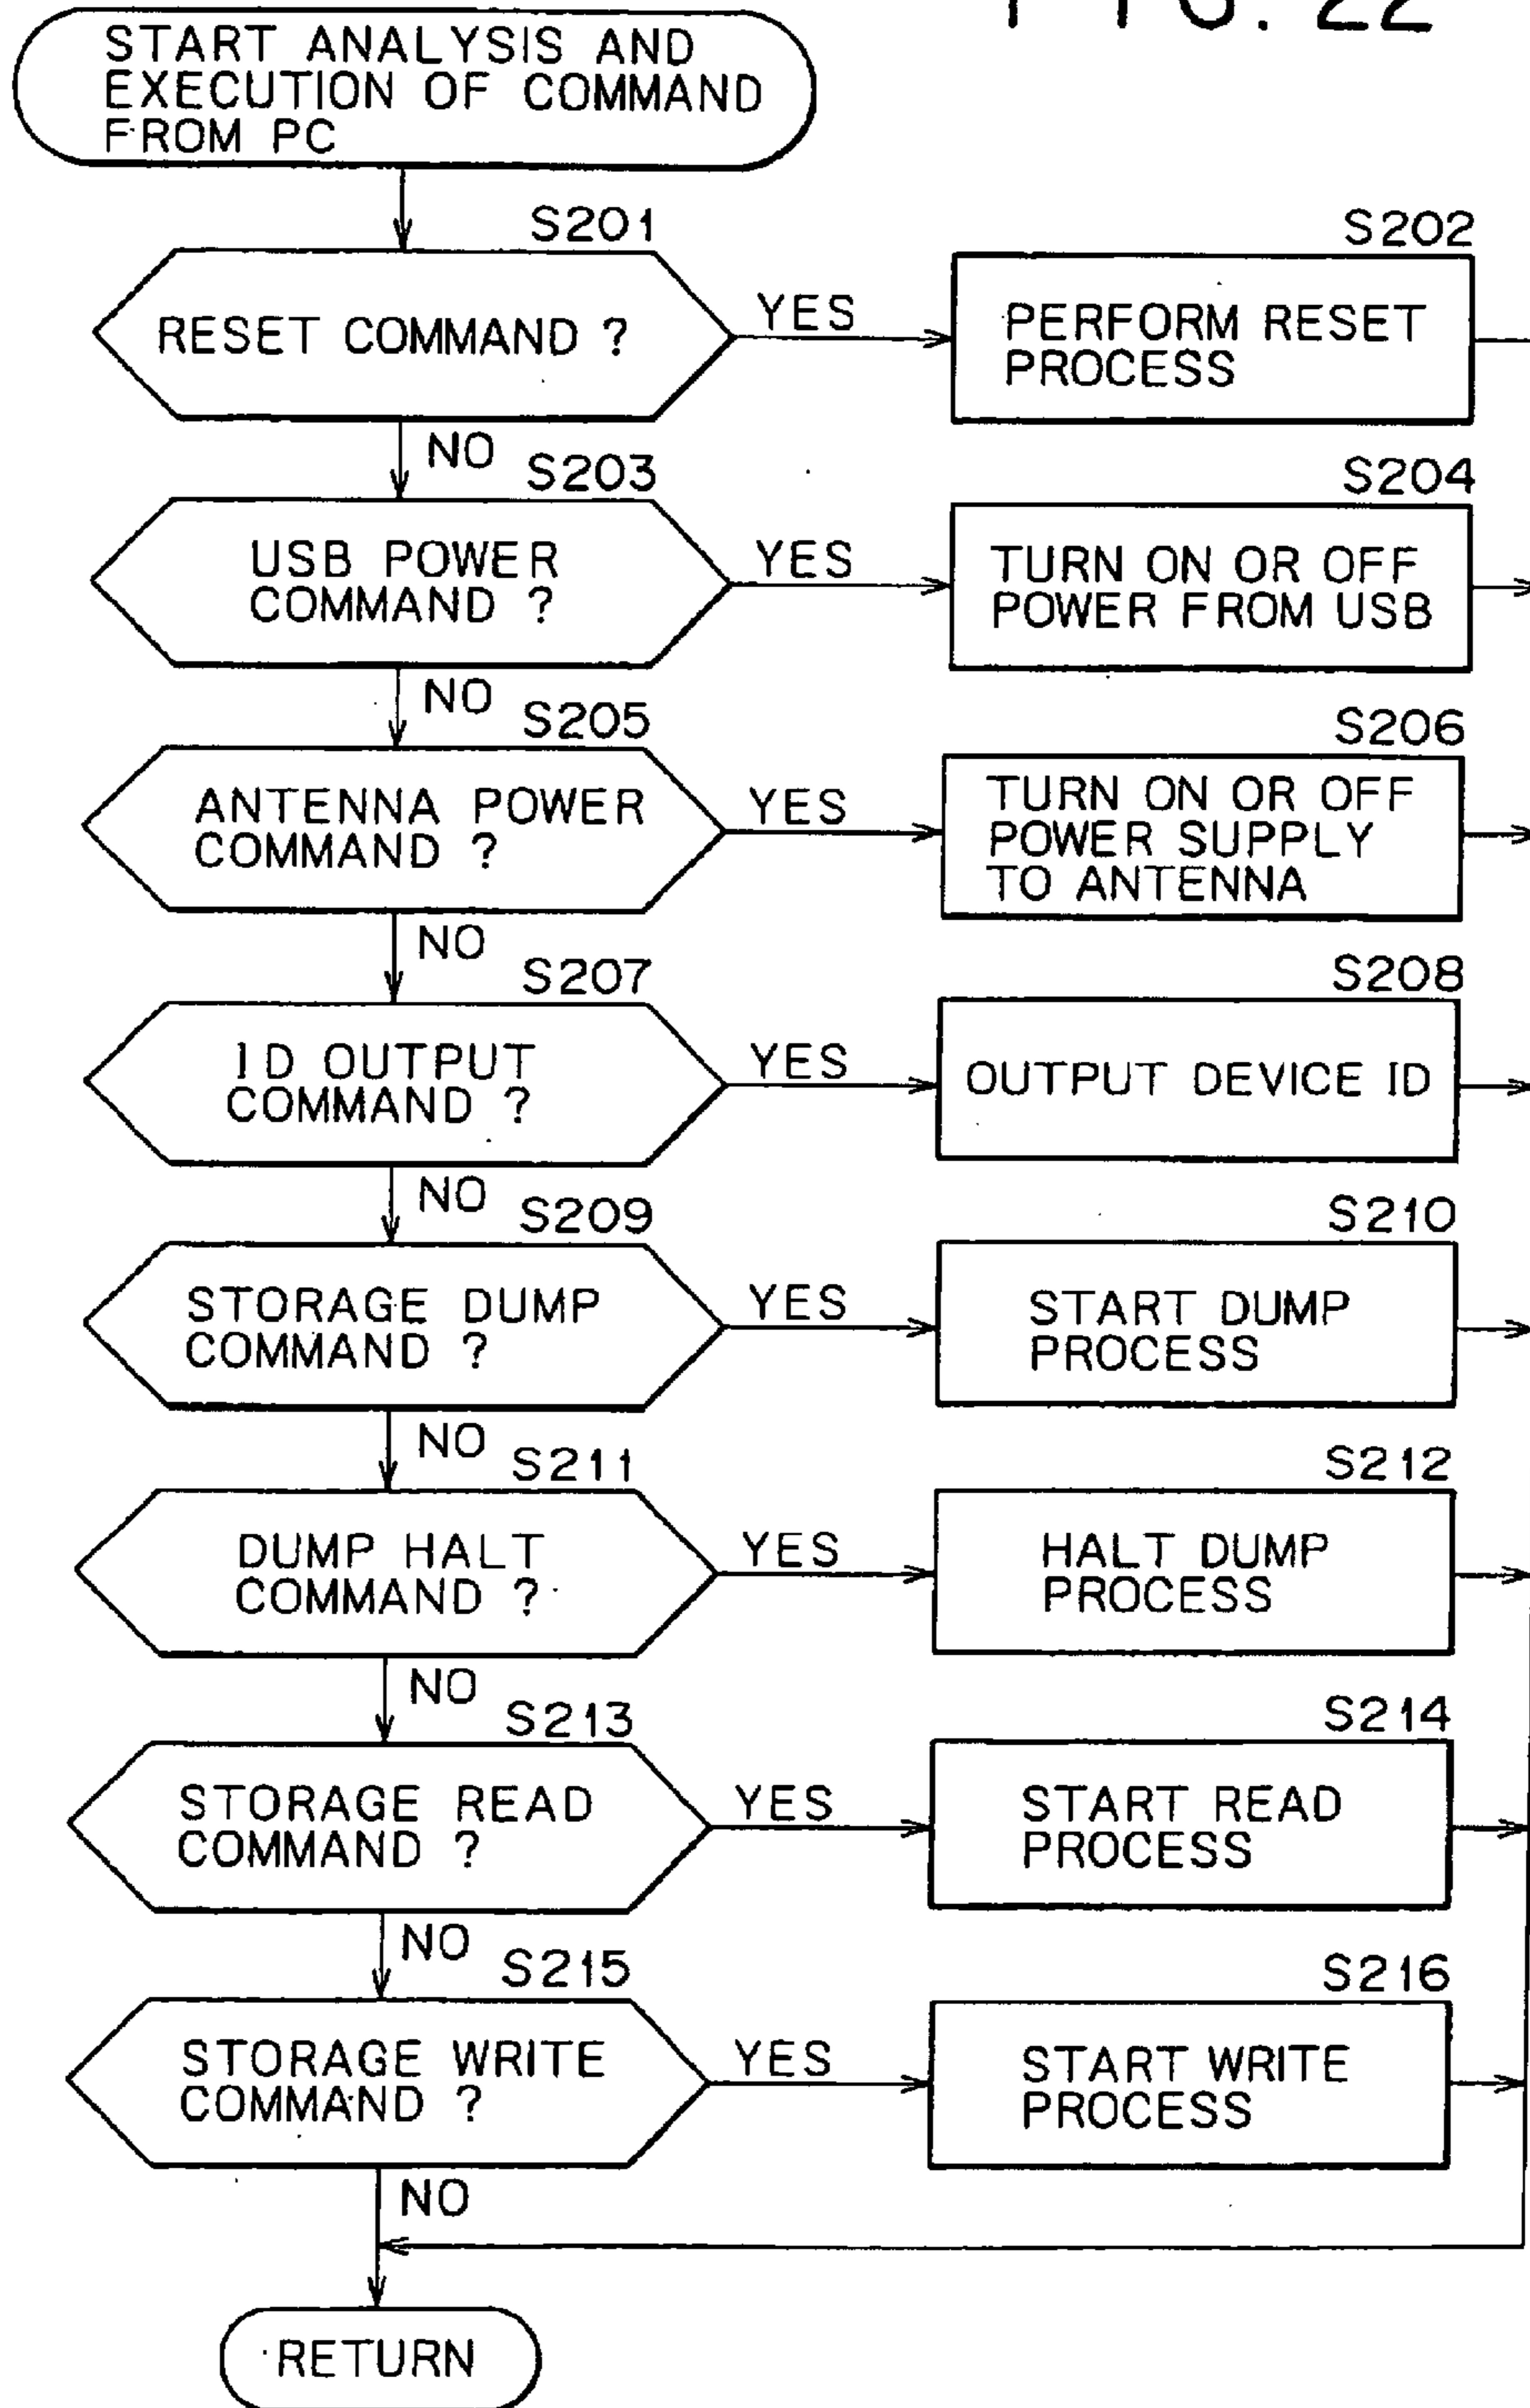 FIG. 22
START ANALYSIS AND
EXECUTION OF COMMAND
FROM PC
S201
RESET COMMAND ?
YES
S202
PERFORM RESET
PROCESS
NO
S203
USB POWER
COMMAND ?
YES
S204
TURN ON OR OFF
POWER FROM USB
NO
S205
ANTENNA POWER
COMMAND ?
YES
S206
TURN ON OR OFF
POWER SUPPLY
TO ANTENNA
NO
S207
ID OUTPUT
COMMAND ?
YES
S208
OUTPUT DEVICE ID
NO
S209
STORAGE DUMP
COMMAND ?
YES
S210
START DUMP
PROCESS
NO
S211
DUMP HALT
COMMAND ?
YES
S212
HALT DUMP
PROCESS
NO
S213
STORAGE READ
COMMAND ?
YES
S214
START READ
PROCESS
NO
S215
STORAGE WRITE
COMMAND ?
YES
S216
START WRITE
PROCESS
NO
RETURN